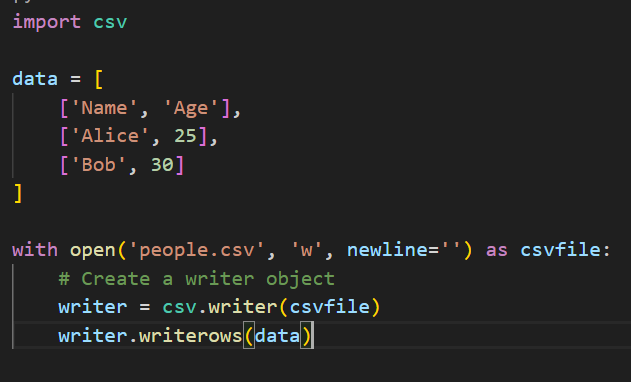 import csv

data = [
    ['Name', 'Age'],
    ['Alice', 25],
    ['Bob', 30]
]

with open('people.csv', 'w', newline='') as csvfile:
    # Create a writer object
    writer = csv.writer(csvfile)
    writer.writerows(data)